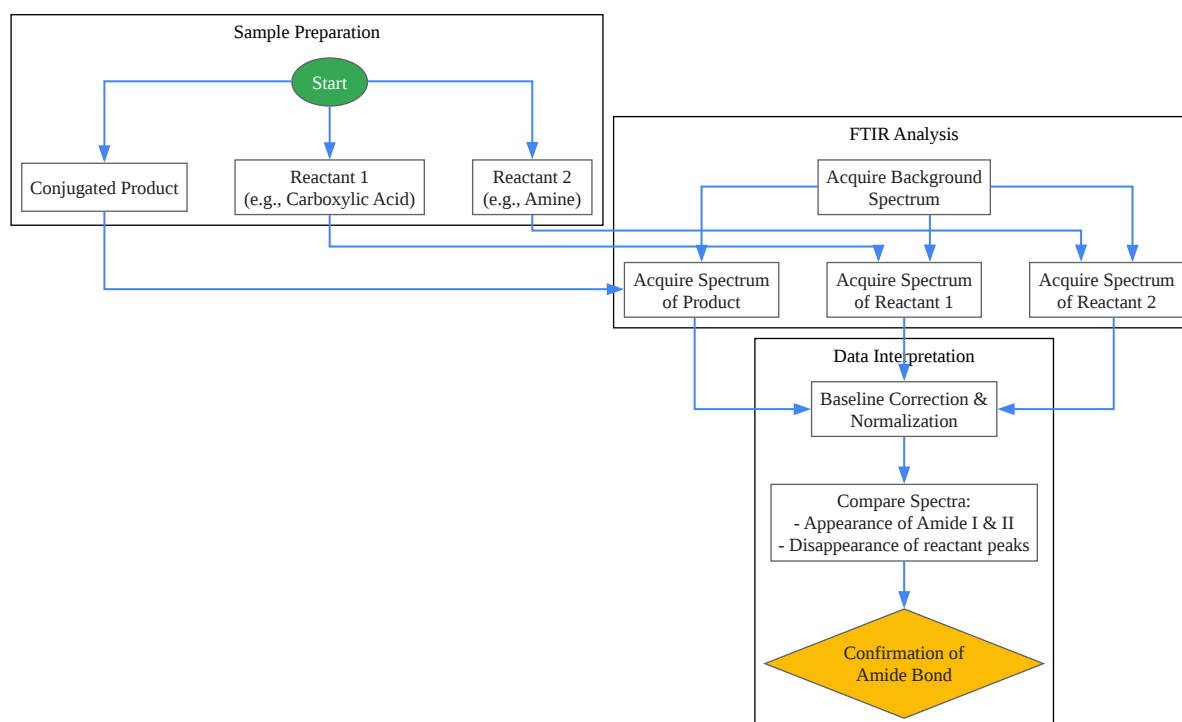 Sample Preparation
Start
Conjugated Product
Reactant 1
(e.g., Carboxylic Acid)
Reactant 2
(e.g., Amine)
FTIR Analysis
Acquire Background
Spectrum
Acquire Spectrum
of Product
Acquire Spectrum
of Reactant 1
Acquire Spectrum
of Reactant 2
Data Interpretation
Baseline Correction &
Normalization
Compare Spectra:
- Appearance of Amide I & II
- Disappearance of reactant peaks
Confirmation of
Amide Bond